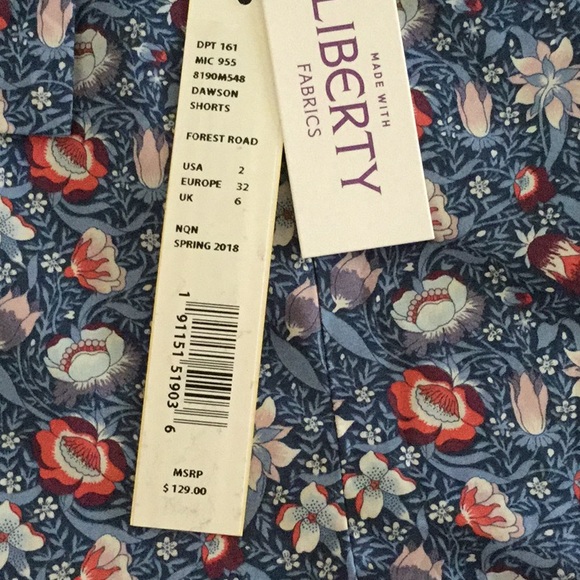 DPT 161
MIC 955
8190M548
DAWSON
SHORTS
FOREST ROAD
USA 2
EUROPE 32
UK 6
NQN
SPRING 2018
1 91151 51903 6
MSRP
$ 129.00
MADE WITH
LIBERTY
FABRICS